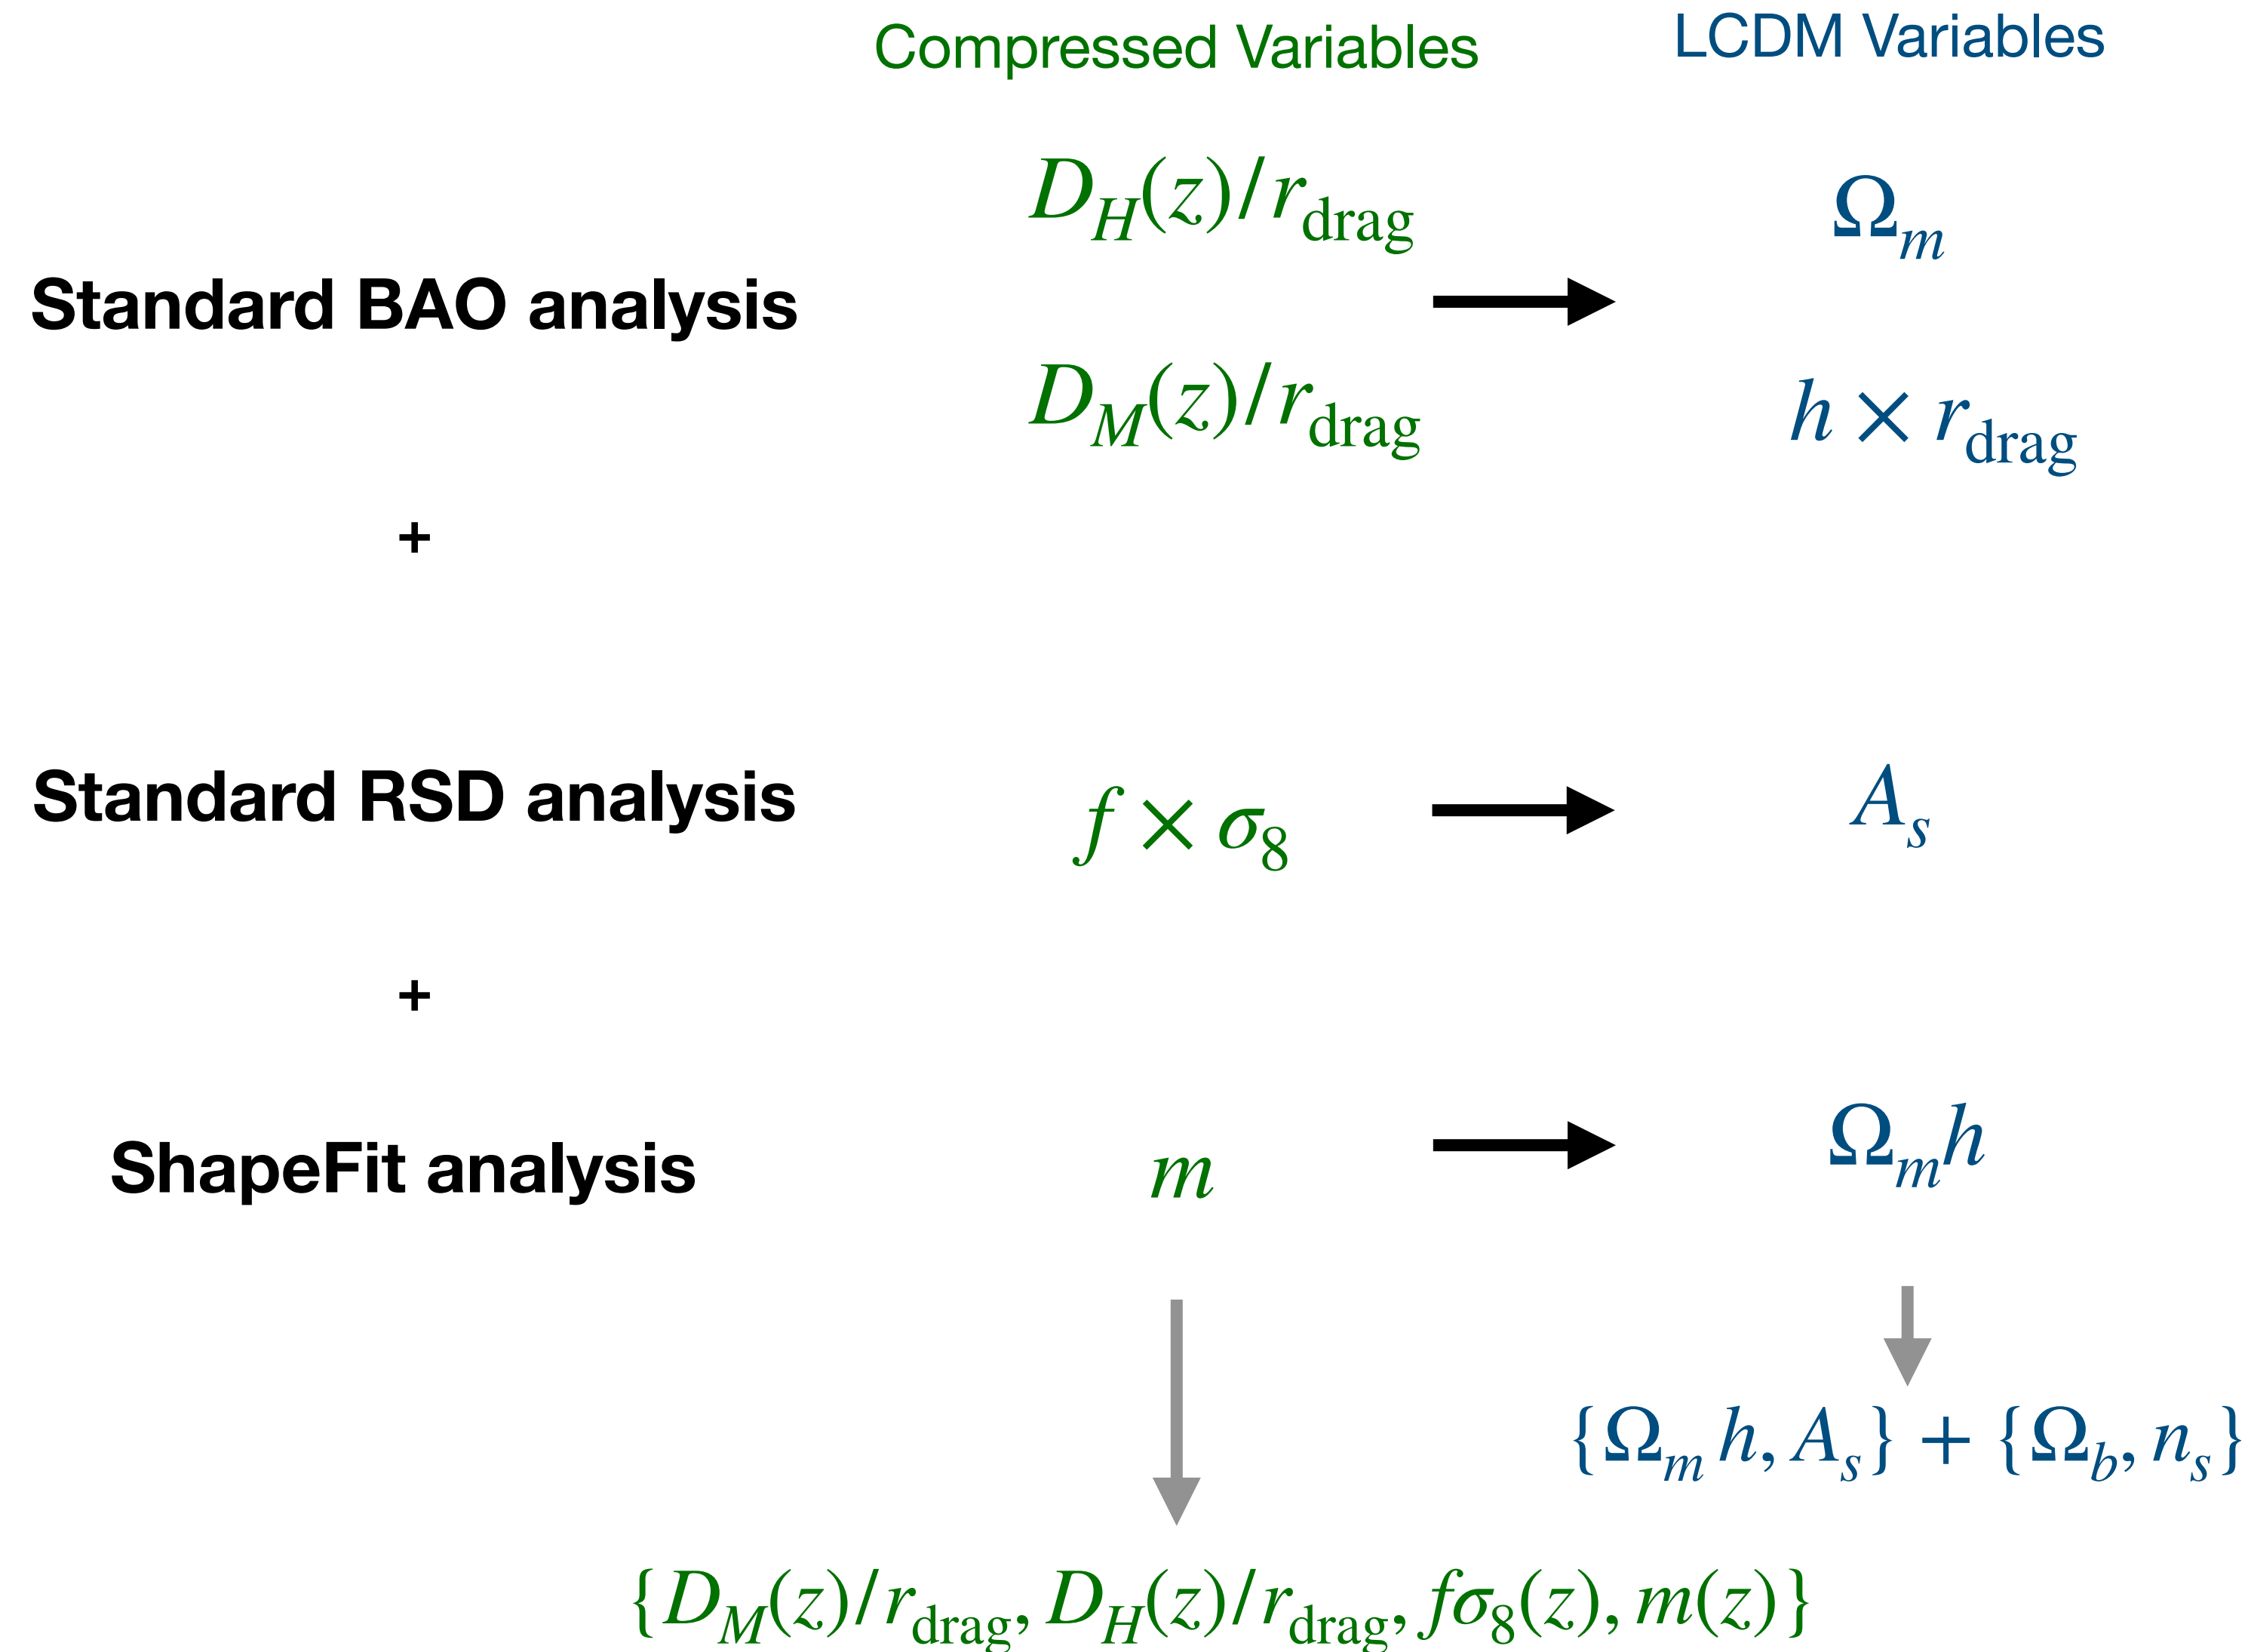 Compressed Variables LCDM Variables
D_H(z)/r_drag Ω_m
Standard BAO analysis
D_M(z)/r_drag h × r_drag
+
Standard RSD analysis f × σ_8 A_s
+
ShapeFit analysis m Ω_m h
{Ω_m h, A_s} + {Ω_b, n_s}
{D_M(z)/r_drag, D_H(z)/r_drag, fσ_8(z), m(z)}